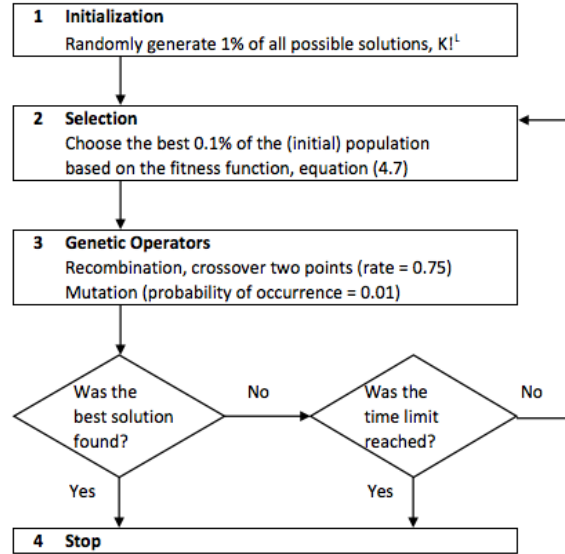 1 Initialization
Randomly generate 1% of all possible solutions, K!ᴸ
2 Selection
Choose the best 0.1% of the (initial) population
based on the fitness function, equation (4.7)
3 Genetic Operators
Recombination, crossover two points (rate = 0.75)
Mutation (probability of occurrence = 0.01)
Was the
best solution
found?
No
Was the
time limit
reached?
No
Yes
Yes
4 Stop